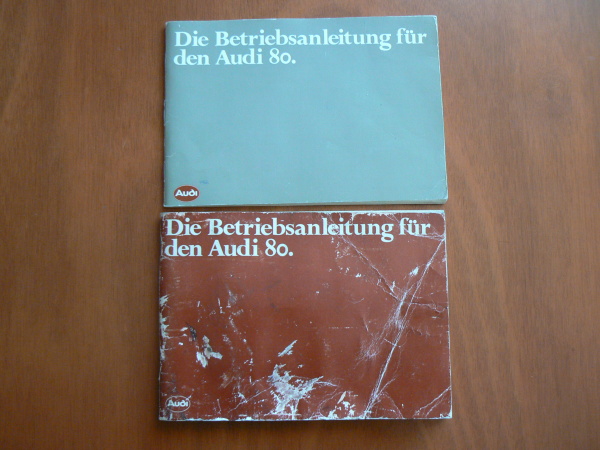 Die Betriebsanleitung für
den Audi 80.
Audi
Die Betriebsanleitung für
den Audi 80.
Audi